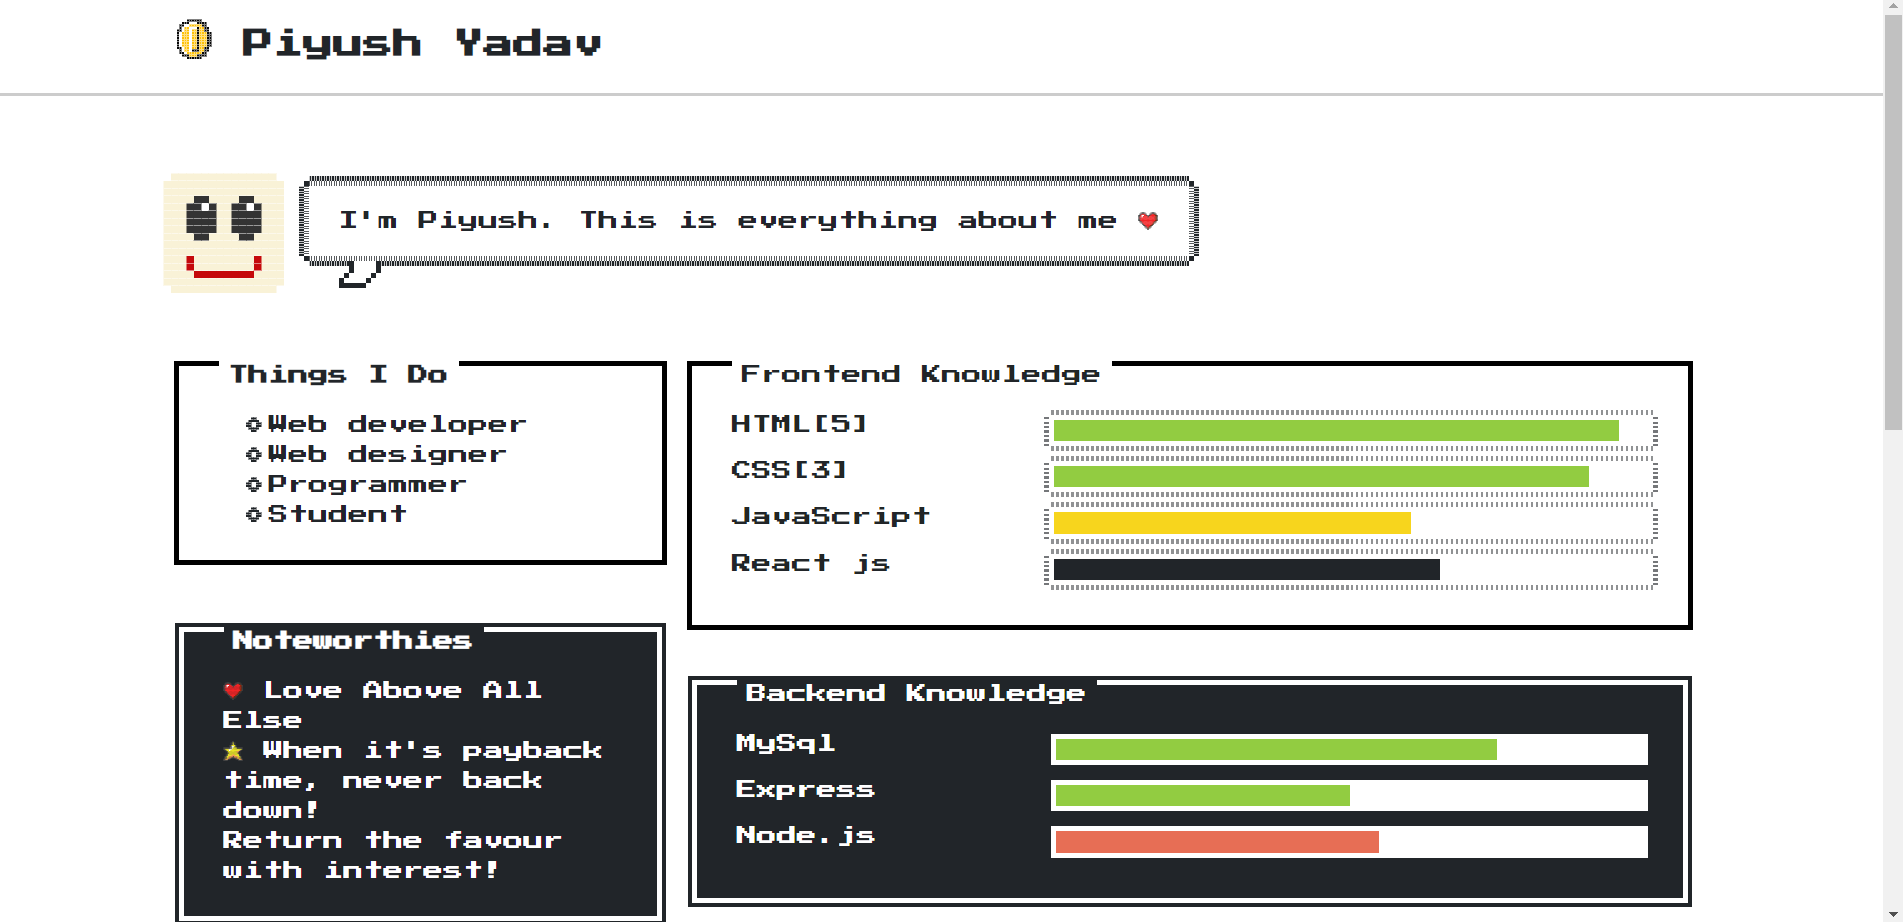 Piyush Yadav
I'm Piyush. This is everything about me
Things I Do
Web developer
Web designer
Programmer
Student
Frontend Knowledge
HTML[5]
CSS[3]
JavaScript
React js
Noteworthies
Love Above All
Else
When it's payback
time, never back
down!
Return the favour
with interest!
Backend Knowledge
MySql
Express
Node.js